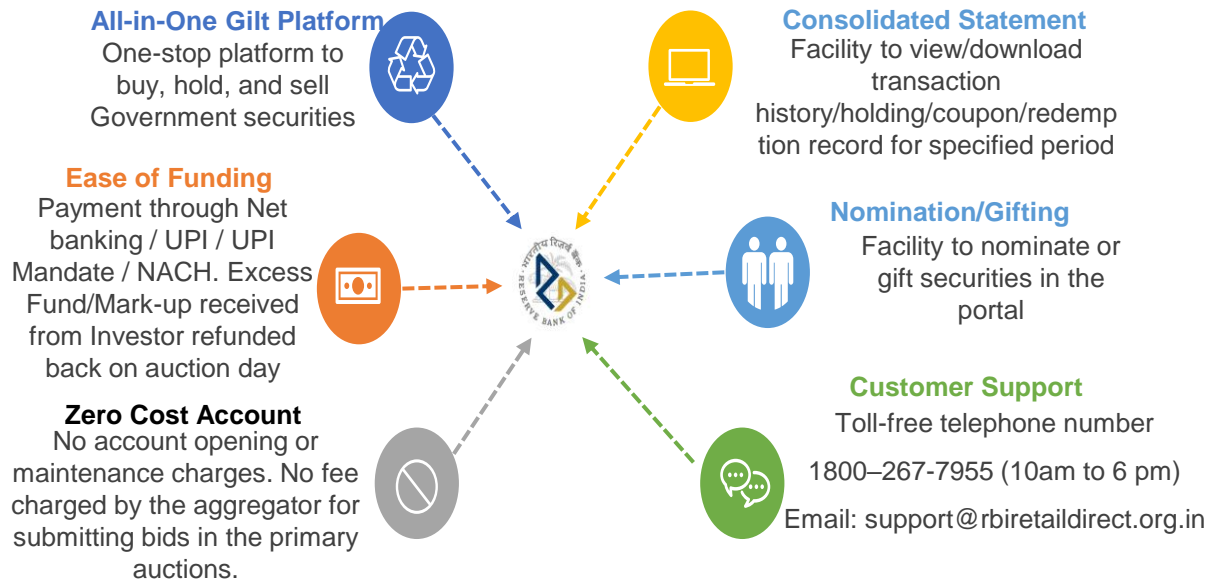 All-in-One Gilt Platform
One-stop platform to
buy, hold, and sell
Government securities
Ease of Funding
Payment through Net
banking / UPI / UPI
Mandate / NACH. Excess
Fund/Mark-up received
from Investor refunded
back on auction day
Zero Cost Account
No account opening or
maintenance charges. No fee
charged by the aggregator for
submitting bids in the primary
auctions.
भारतीय रिज़र्व बैंक
RESERVE BANK OF INDIA
Consolidated Statement
Facility to view/download
transaction
history/holding/coupon/redemp
tion record for specified period
Nomination/Gifting
Facility to nominate or
gift securities in the
portal
Customer Support
Toll-free telephone number
1800–267-7955 (10am to 6 pm)
Email: support@rbiretaildirect.org.in